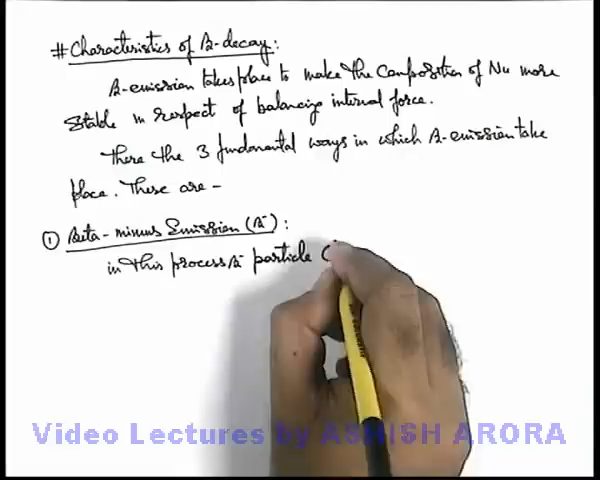 # Characteristics of β-decay :
β-emission takes place to make the Composition of Nu more
stable in respect of balancing internal force.
There the 3 fundamental ways in which β-emission take
place. These are -
① Beta-minus Emission (β⁻) :
in this process β⁻ particle (
Video Lectures by ASHISH ARORA